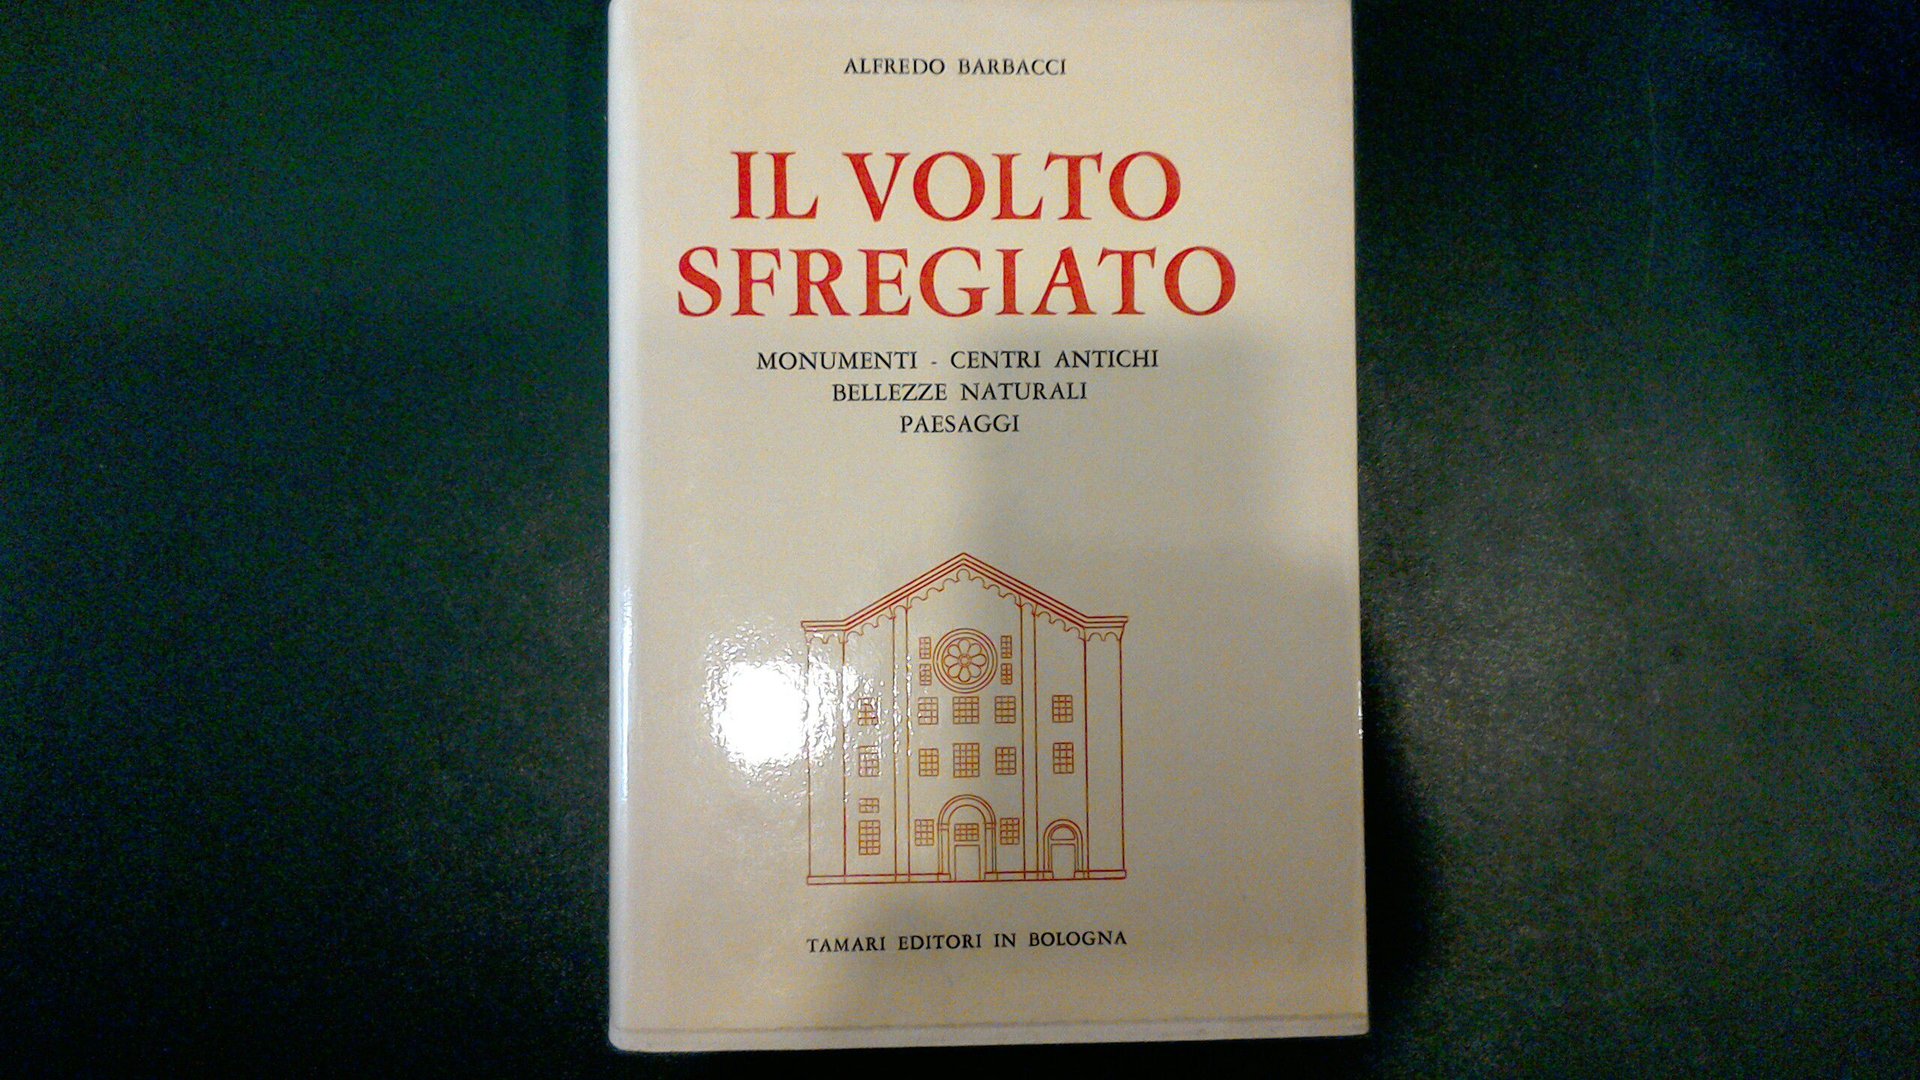 ALFREDO BARBACCI
IL VOLTO
SFREGIATO
MONUMENTI - CENTRI ANTICHI
BELLEZZE NATURALI
PAESAGGI
TAMARI EDITORI IN BOLOGNA